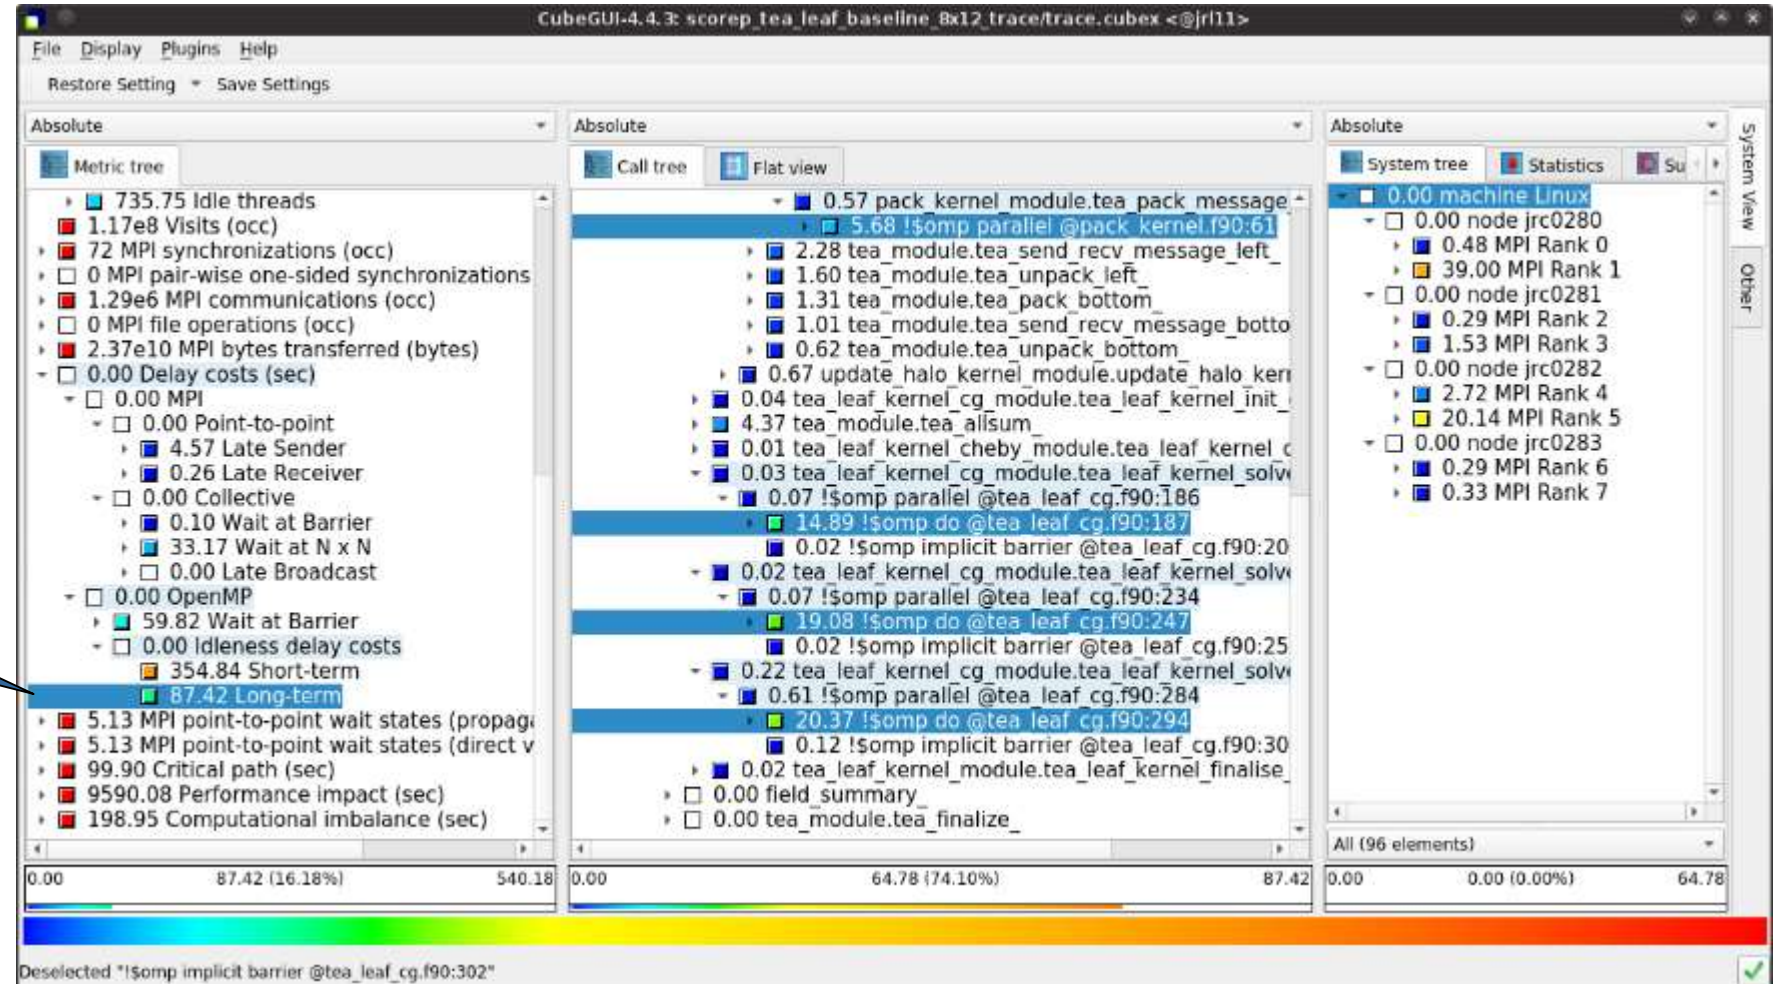 CubeGUI-4.4.3: scorep_tea_leaf_baseline_8x12_trace/trace.cubex <@jrl11>
File Display Plugins Help
Restore Setting Save Settings
Absolute
Metric tree
735.75 Idle threads
1.17e8 Visits (occ)
72 MPI synchronizations (occ)
0 MPI pair-wise one-sided synchronizations
1.29e6 MPI communications (occ)
0 MPI file operations (occ)
2.37e10 MPI bytes transferred (bytes)
0.00 Delay costs (sec)
0.00 MPI
0.00 Point-to-point
4.57 Late Sender
0.26 Late Receiver
0.00 Collective
0.10 Wait at Barrier
33.17 Wait at N x N
0.00 Late Broadcast
0.00 OpenMP
59.82 Wait at Barrier
0.00 Idleness delay costs
354.84 Short-term
87.42 Long-term
5.13 MPI point-to-point wait states (propaga
5.13 MPI point-to-point wait states (direct v
99.90 Critical path (sec)
9590.08 Performance impact (sec)
198.95 Computational imbalance (sec)
0.00 87.42 (16.18%) 540.18
Absolute
Call tree Flat view
0.57 pack_kernel_module.tea_pack_message_
5.68 !$omp parallel @pack_kernel.f90:61
2.28 tea_module.tea_send_recv_message_left_
1.60 tea_module.tea_unpack_left_
1.31 tea_module.tea_pack_bottom_
1.01 tea_module.tea_send_recv_message_botto
0.62 tea_module.tea_unpack_bottom_
0.67 update_halo_kernel_module.update_halo_kern
0.04 tea_leaf_kernel_cg_module.tea_leaf_kernel_init_
4.37 tea_module.tea_allsum_
0.01 tea_leaf_kernel_cheby_module.tea_leaf_kernel_c
0.03 tea_leaf_kernel_cg_module.tea_leaf_kernel_solve
0.07 !$omp parallel @tea_leaf_cg.f90:186
14.89 !$omp do @tea_leaf_cg.f90:187
0.02 !$omp implicit barrier @tea_leaf_cg.f90:20
0.02 tea_leaf_kernel_cg_module.tea_leaf_kernel_solve
0.07 !$omp parallel @tea_leaf_cg.f90:234
19.08 !$omp do @tea_leaf_cg.f90:247
0.02 !$omp implicit barrier @tea_leaf_cg.f90:25
0.22 tea_leaf_kernel_cg_module.tea_leaf_kernel_solve
0.61 !$omp parallel @tea_leaf_cg.f90:284
20.37 !$omp do @tea_leaf_cg.f90:294
0.12 !$omp implicit barrier @tea_leaf_cg.f90:30
0.02 tea_leaf_kernel_module.tea_leaf_kernel_finalise_
0.00 field_summary_
0.00 tea_module.tea_finalize_
0.00 64.78 (74.10%) 87.42
Absolute
System tree Statistics Su
0.00 machine Linux
0.00 node jrc0280
0.48 MPI Rank 0
39.00 MPI Rank 1
0.00 node jrc0281
0.29 MPI Rank 2
1.53 MPI Rank 3
0.00 node jrc0282
2.72 MPI Rank 4
20.14 MPI Rank 5
0.00 node jrc0283
0.29 MPI Rank 6
0.33 MPI Rank 7
All (96 elements)
0.00 0.00 (0.00%) 64.78
System View
Other
Deselected "!$omp implicit barrier @tea_leaf_cg.f90:302"